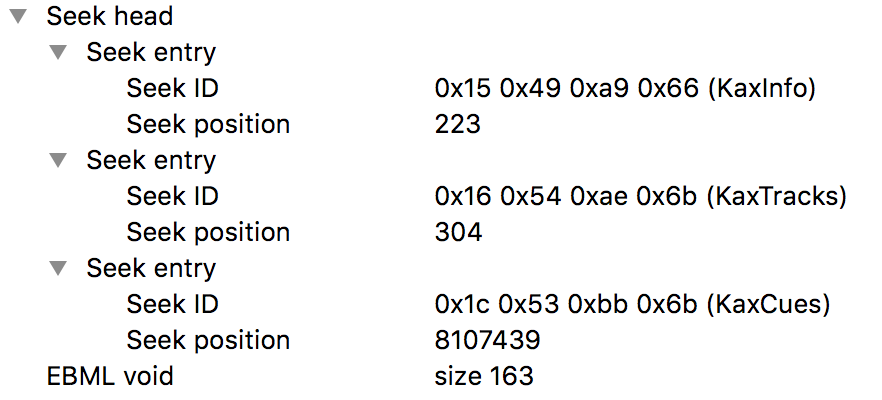 Seek head
Seek entry
Seek ID 0x15 0x49 0xa9 0x66 (KaxInfo)
Seek position 223
Seek entry
Seek ID 0x16 0x54 0xae 0x6b (KaxTracks)
Seek position 304
Seek entry
Seek ID 0x1c 0x53 0xbb 0x6b (KaxCues)
Seek position 8107439
EBML void size 163